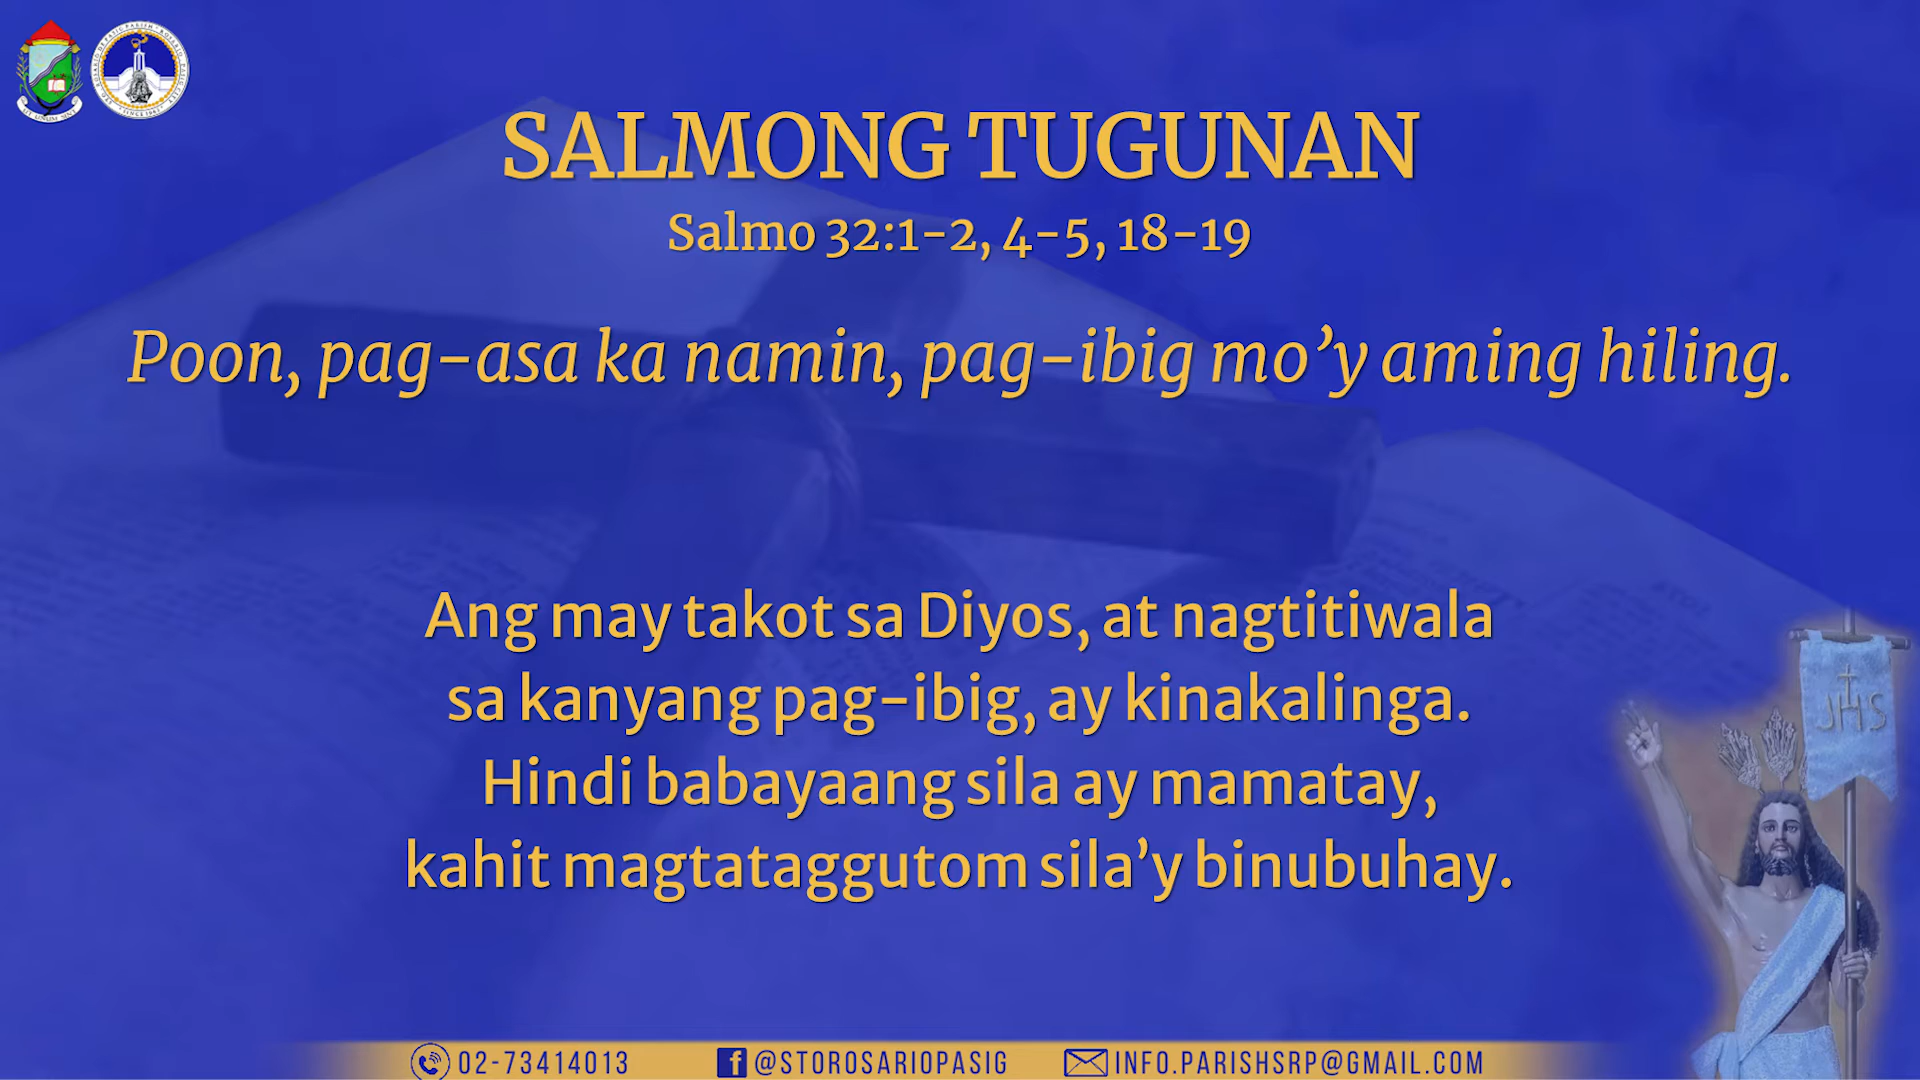 SALMONG TUGUNAN
Salmo 32:1-2, 4-5, 18-19
Poon, pag-asa ka namin, pag-ibig mo’y aming hiling.
Ang may takot sa Diyos, at nagtitiwala
sa kanyang pag-ibig, ay kinakalinga.
Hindi babayaang sila ay mamatay,
kahit magtataggutom sila’y binubuhay.
JHS
02-73414013
@STOROSARIOPASIG
INFO.PARISHSRP@GMAIL.COM